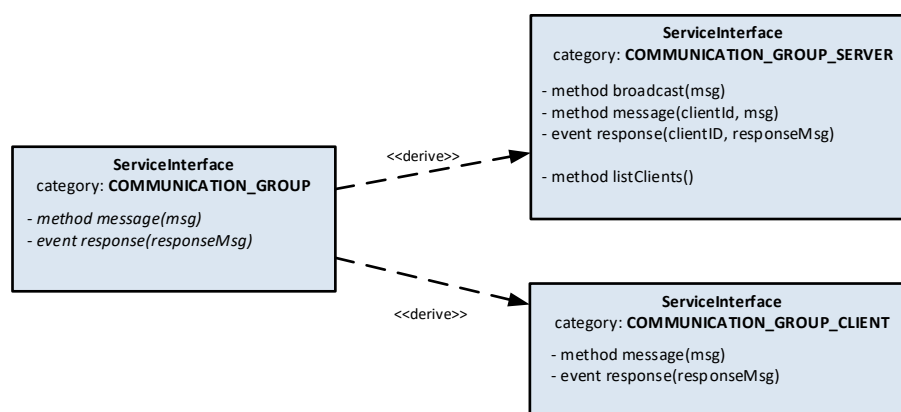 ServiceInterface
category: COMMUNICATION_GROUP_SERVER
- method broadcast(msg)
- method message(clientId, msg)
- event response(clientID, responseMsg)
- method listClients()
<<derive>>
ServiceInterface
category: COMMUNICATION_GROUP
- method message(msg)
- event response(responseMsg)
<<derive>>
ServiceInterface
category: COMMUNICATION_GROUP_CLIENT
- method message(msg)
- event response(responseMsg)